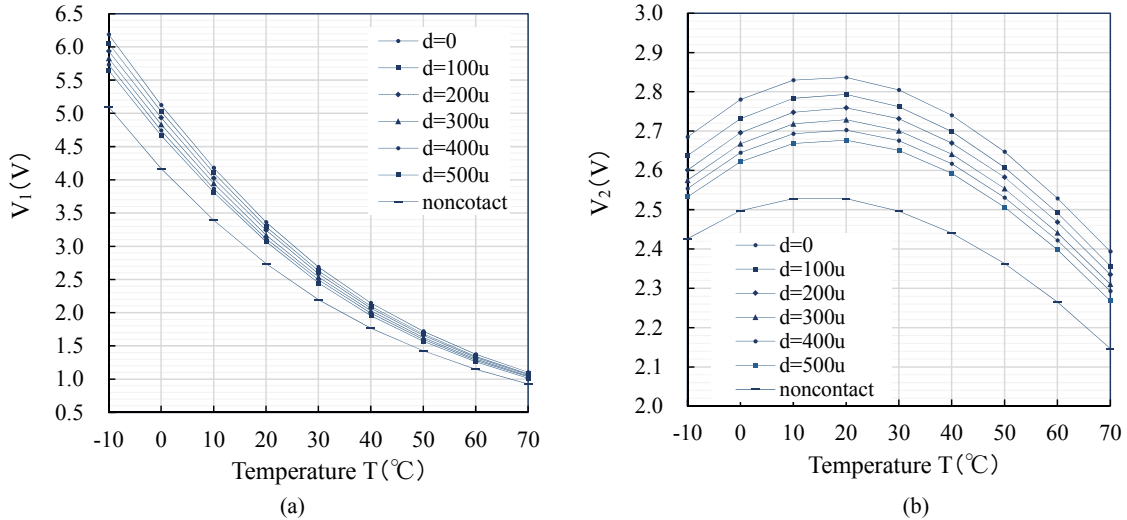 6.5
6.0
5.5
5.0
4.5
4.0
3.5
3.0
2.5
2.0
1.5
1.0
0.5
V1(V)
d=0
d=100u
d=200u
d=300u
d=400u
d=500u
noncotact
-10 0 10 20 30 40 50 60 70
Temperature T(℃)
(a)
3.0
2.9
2.8
2.7
2.6
2.5
2.4
2.3
2.2
2.1
2.0
V2(V)
d=0
d=100u
d=200u
d=300u
d=400u
d=500u
noncontact
-10 0 10 20 30 40 50 60 70
Temperature T(℃)
(b)